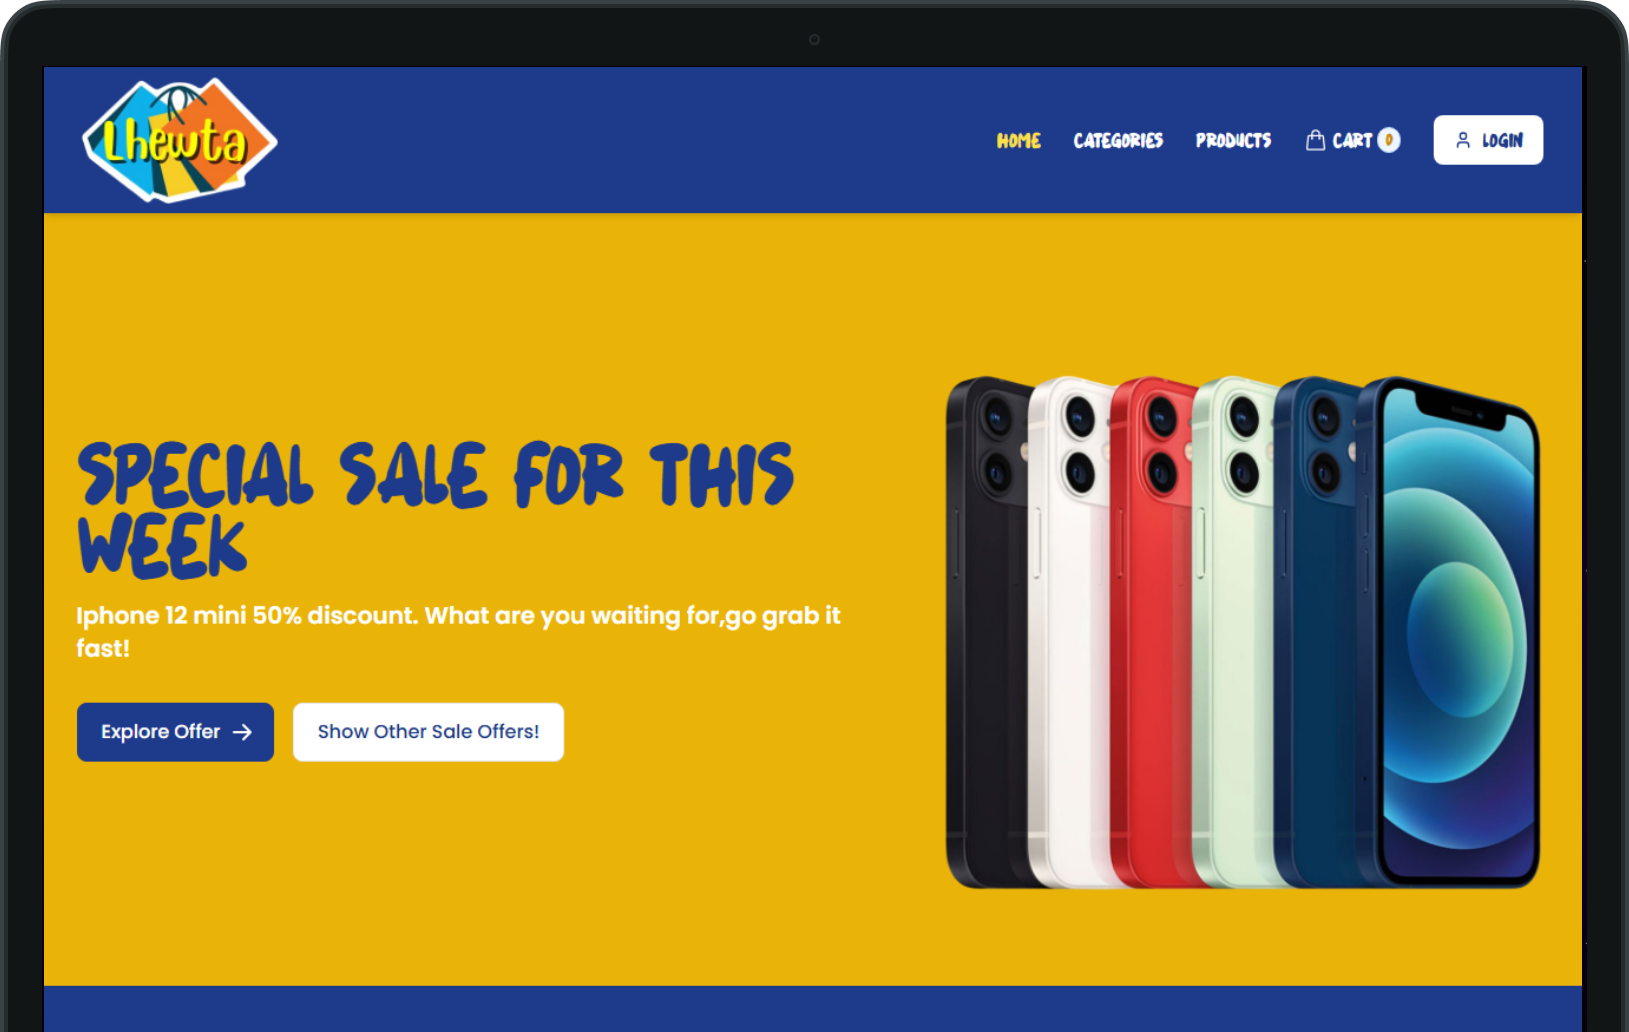 Lhewta
HOME
CATEGORIES
PRODUCTS
CART 0
LOGIN
SPECIAL SALE FOR THIS
WEEK
Iphone 12 mini 50% discount. What are you waiting for,go grab it
fast!
Explore Offer →
Show Other Sale Offers!